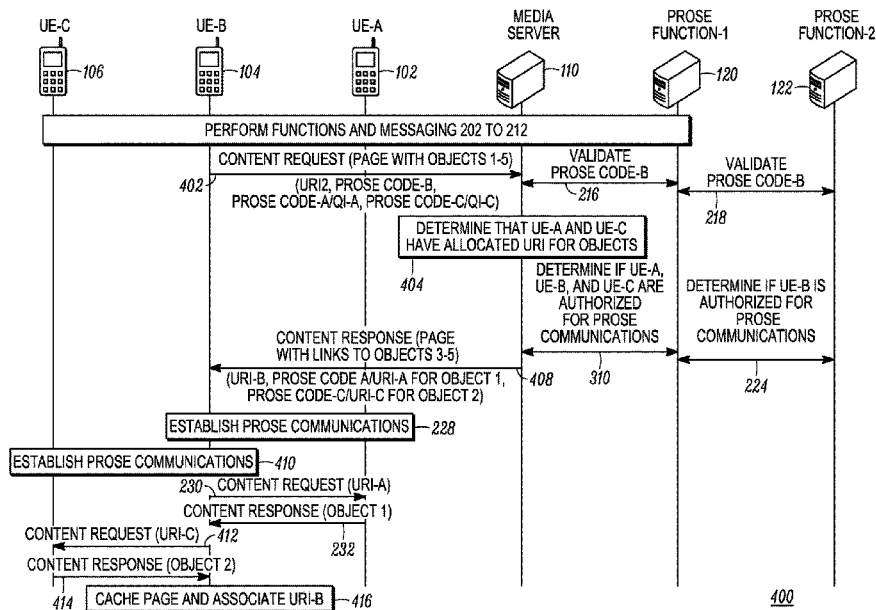 UE-C
UE-B
UE-A
MEDIA
SERVER
PROSE
FUNCTION-1
PROSE
FUNCTION-2
106
104
102
110
120
122
PERFORM FUNCTIONS AND MESSAGING 202 TO 212
CONTENT REQUEST (PAGE WITH OBJECTS 1-5)
402
(URI2, PROSE CODE-B,
PROSE CODE-A/QI-A, PROSE CODE-C/QI-C)
VALIDATE
PROSE CODE-B
216
VALIDATE
PROSE CODE-B
218
DETERMINE THAT UE-A AND UE-C
HAVE ALLOCATED URI FOR OBJECTS
404
DETERMINE IF UE-A,
UE-B, AND UE-C ARE
AUTHORIZED
FOR PROSE
COMMUNICATIONS
310
DETERMINE IF UE-B IS
AUTHORIZED FOR
PROSE
COMMUNICATIONS
224
CONTENT RESPONSE (PAGE
WITH LINKS TO OBJECTS 3-5)
408
(URI-B, PROSE CODE A/URI-A FOR OBJECT 1,
PROSE CODE-C/URI-C FOR OBJECT 2)
ESTABLISH PROSE COMMUNICATIONS
228
ESTABLISH PROSE COMMUNICATIONS
410
230
CONTENT REQUEST (URI-A)
CONTENT RESPONSE (OBJECT 1)
232
CONTENT REQUEST (URI-C)
412
CONTENT RESPONSE (OBJECT 2)
414
CACHE PAGE AND ASSOCIATE URI-B
416
400